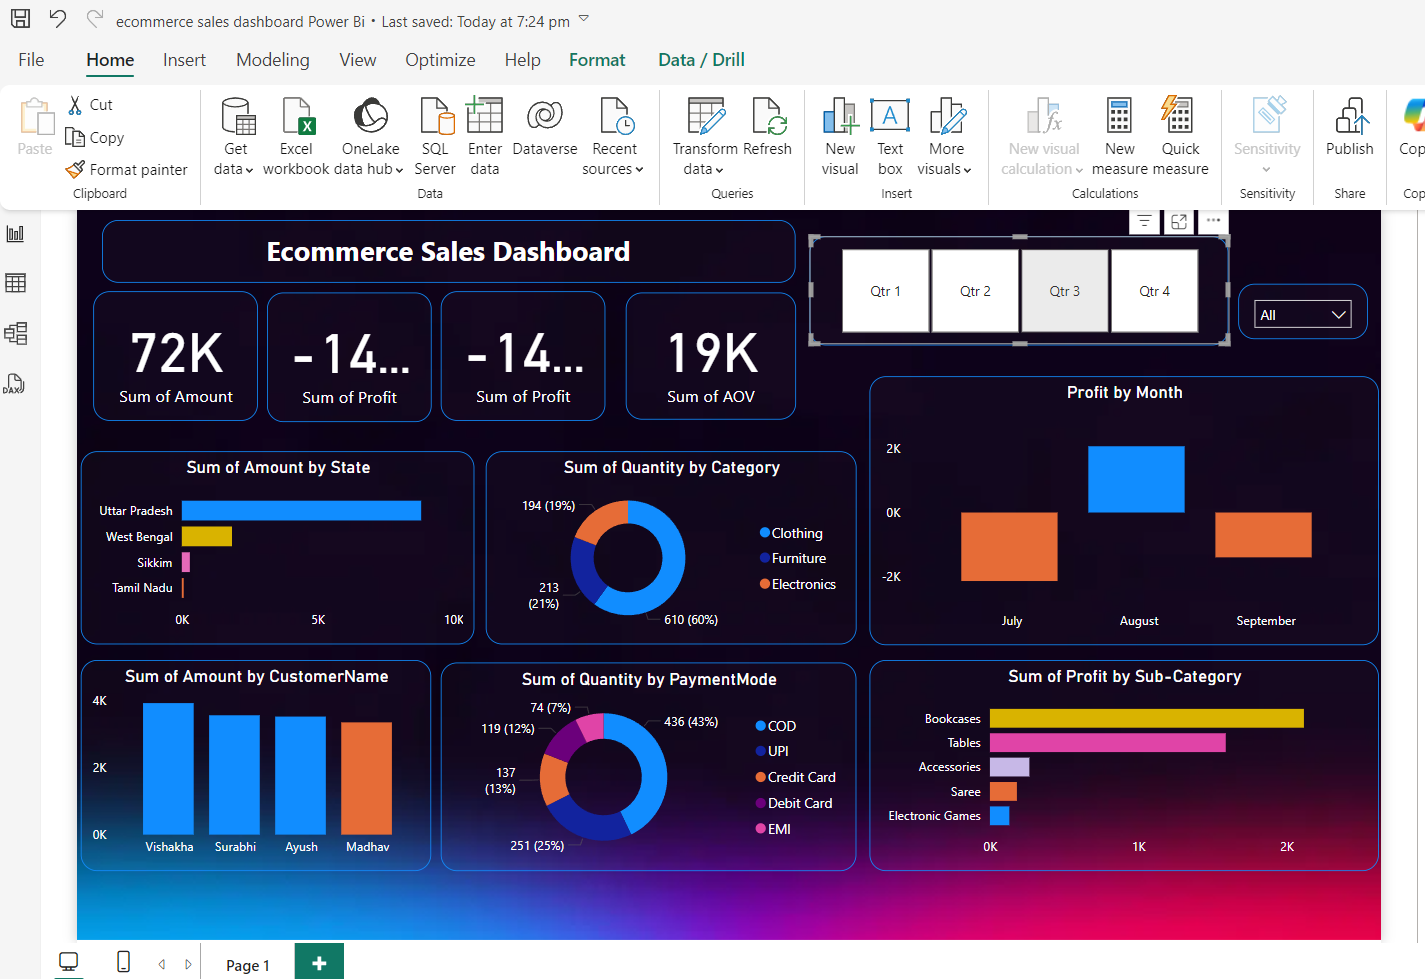 ecommerce sales dashboard Power Bi • Last saved: Today at 7:24 pm
File Home Insert Modeling View Optimize Help Format Data / Drill
Paste
Cut
Copy
Format painter
Clipboard
Get data
Excel workbook
OneLake data hub
SQL Server
Enter data
Dataverse
Recent sources
Data
Transform data
Refresh
Queries
New visual
Text box
More visuals
Insert
New visual calculation
New measure
Quick measure
Calculations
Sensitivity
Sensitivity
Publish
Share
Cop
Cop
DAX
Ecommerce Sales Dashboard
Qtr 1 Qtr 2 Qtr 3 Qtr 4
All
72K
Sum of Amount
-14...
Sum of Profit
-14...
Sum of Profit
19K
Sum of AOV
Sum of Amount by State
Uttar Pradesh
West Bengal
Sikkim
Tamil Nadu
0K 5K 10K
Sum of Quantity by Category
194 (19%)
213
(21%)
610 (60%)
Clothing
Furniture
Electronics
Profit by Month
2K
0K
-2K
July August September
Sum of Amount by CustomerName
4K
2K
0K
Vishakha Surabhi Ayush Madhav
Sum of Quantity by PaymentMode
74 (7%)
119 (12%)
137
(13%)
251 (25%)
436 (43%)
COD
UPI
Credit Card
Debit Card
EMI
Sum of Profit by Sub-Category
Bookcases
Tables
Accessories
Saree
Electronic Games
0K 1K 2K
Page 1